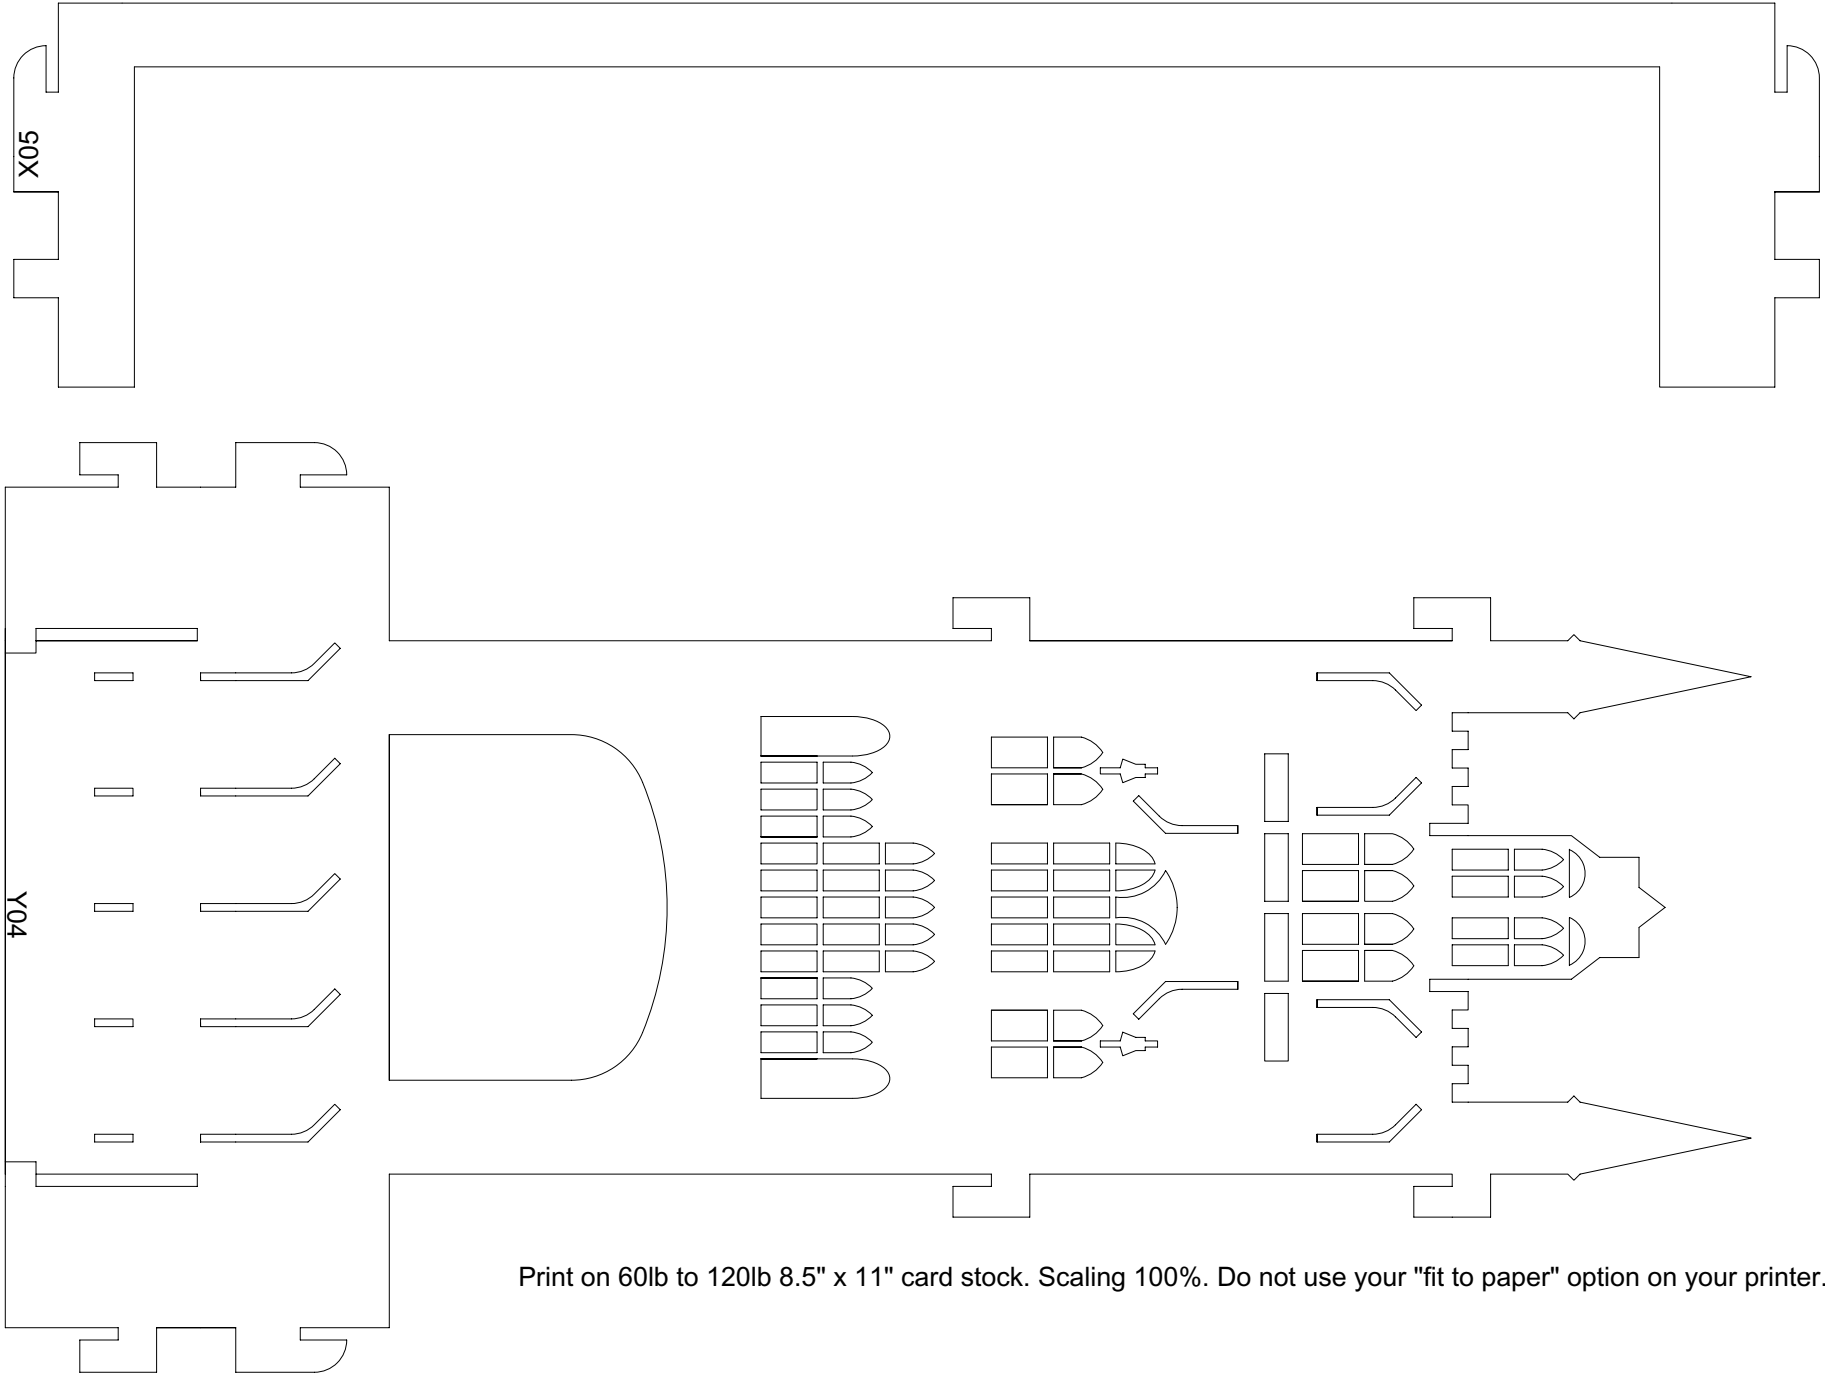 X05
Y04
Print on 60lb to 120lb 8.5" x 11" card stock. Scaling 100%. Do not use your "fit to paper" option on your printer.